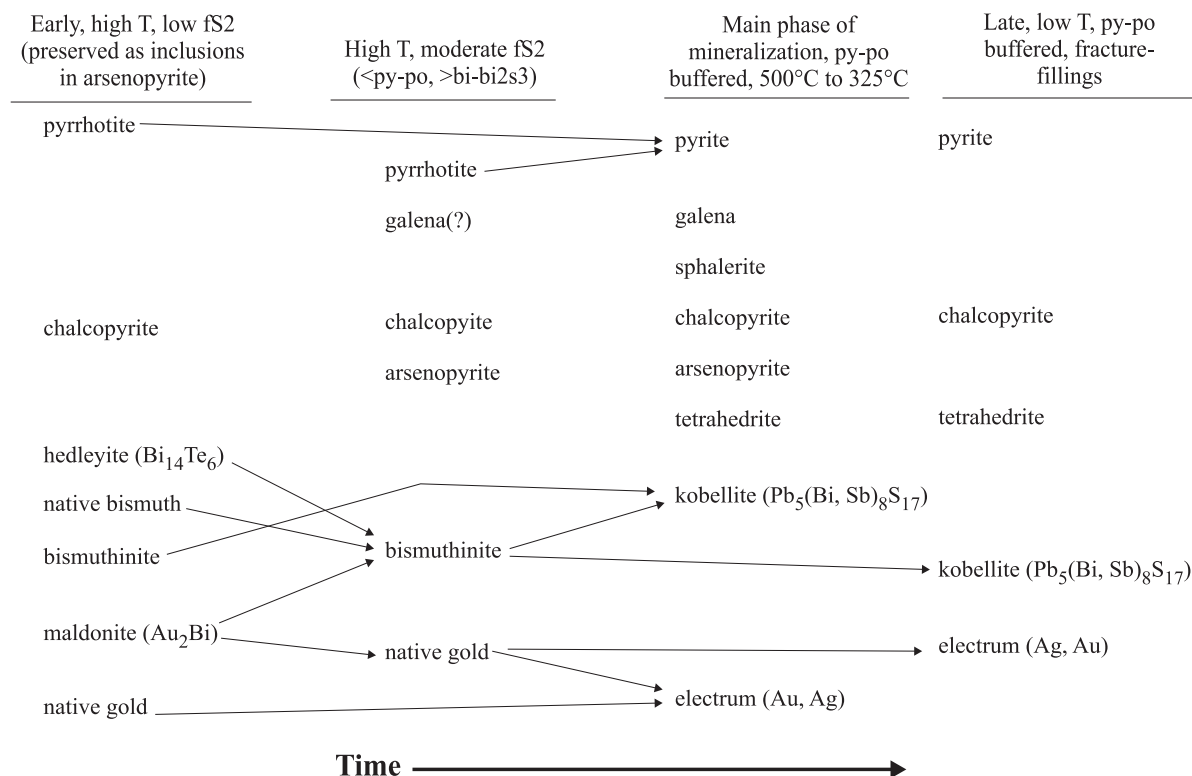 Early, high T, low fS2
(preserved as inclusions
in arsenopyrite)
High T, moderate fS2
(<py-po, >bi-bi2s3)
Main phase of
mineralization, py-po
buffered, 500°C to 325°C
Late, low T, py-po
buffered, fracture-
fillings
pyrrhotite
pyrite
pyrite
pyrrhotite
galena(?)
galena
sphalerite
chalcopyrite
chalcopyite
chalcopyrite
chalcopyrite
arsenopyrite
arsenopyrite
tetrahedrite
tetrahedrite
hedleyite (Bi14Te6)
native bismuth
kobellite (Pb5(Bi, Sb)8S17)
bismuthinite
bismuthinite
kobellite (Pb5(Bi, Sb)8S17)
maldonite (Au2Bi)
native gold
electrum (Ag, Au)
native gold
electrum (Au, Ag)
Time